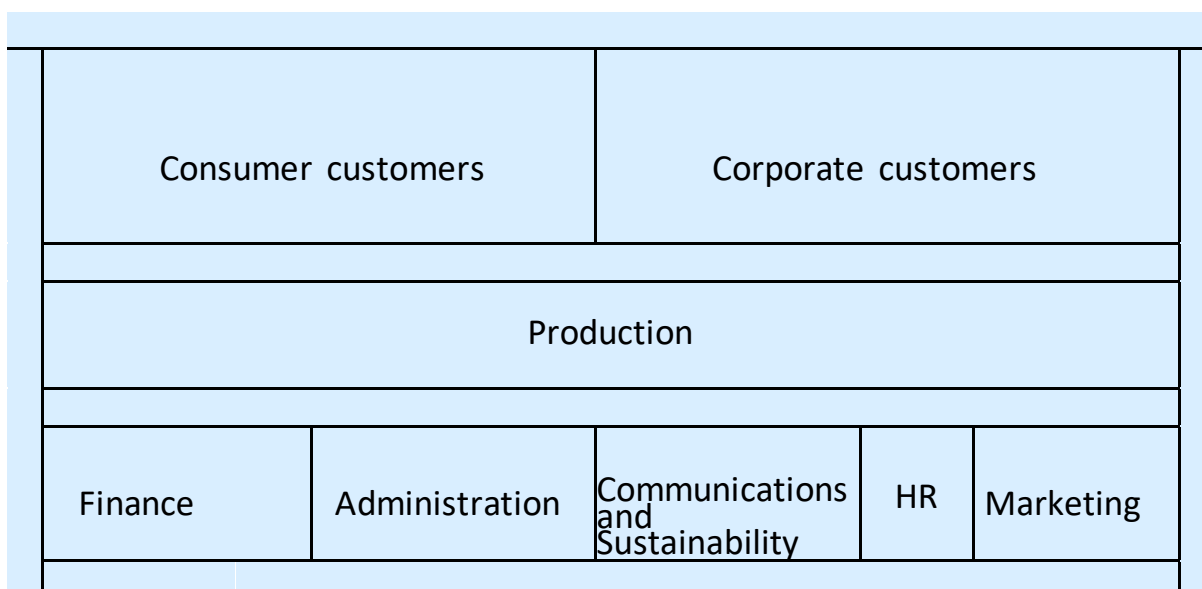 Consumer customers
Corporate customers
Production
Finance
Administration
Communications
and
Sustainability
HR
Marketing